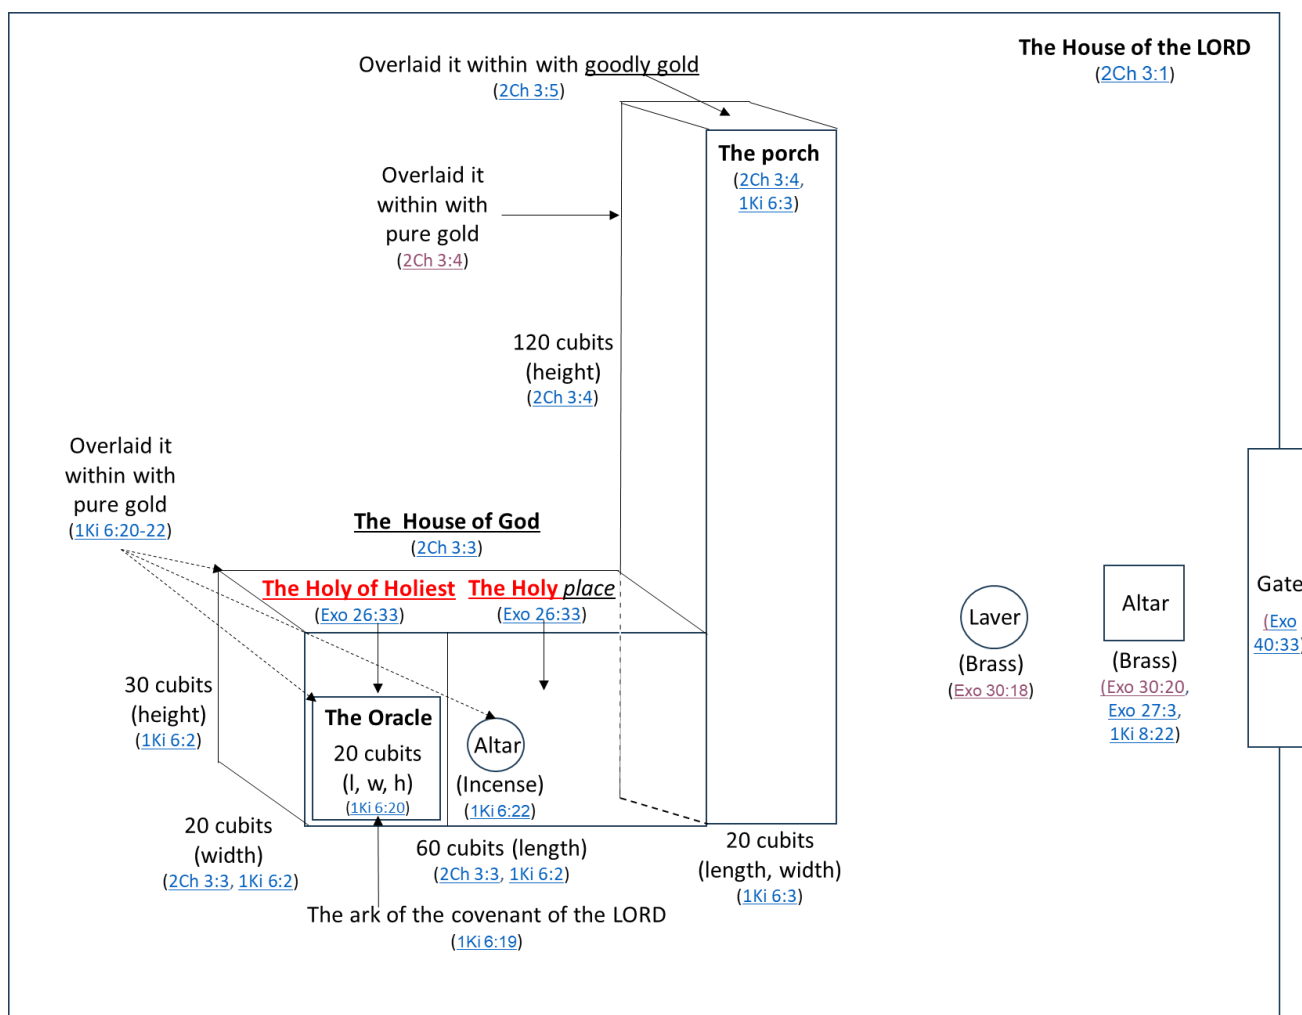 The House of the LORD
(2Ch 3:1)
Overlaid it within with goodly gold
(2Ch 3:5)
The porch
(2Ch 3:4,
1Ki 6:3)
Overlaid it
within with
pure gold
(2Ch 3:4)
120 cubits
(height)
(2Ch 3:4)
Overlaid it
within with
pure gold
(1Ki 6:20-22)
The House of God
(2Ch 3:3)
The Holy of Holiest
(Exo 26:33)
The Holy place
(Exo 26:33)
30 cubits
(height)
(1Ki 6:2)
The Oracle
20 cubits
(l, w, h)
(1Ki 6:20)
Altar
(Incense)
(1Ki 6:22)
20 cubits
(width)
(2Ch 3:3, 1Ki 6:2)
60 cubits (length)
(2Ch 3:3, 1Ki 6:2)
20 cubits
(length, width)
(1Ki 6:3)
The ark of the covenant of the LORD
(1Ki 6:19)
Laver
(Brass)
(Exo 30:18)
Altar
(Brass)
(Exo 30:20,
Exo 27:3,
1Ki 8:22)
Gate
(Exo
40:33)